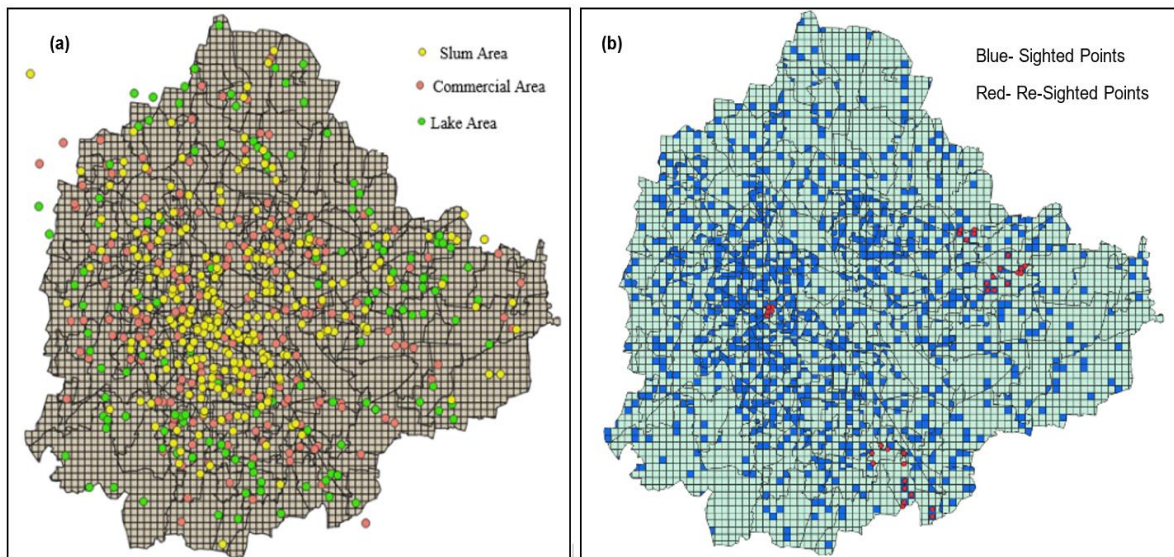 (a)
Slum Area
Commercial Area
Lake Area
(b)
Blue- Sighted Points
Red- Re-Sighted Points